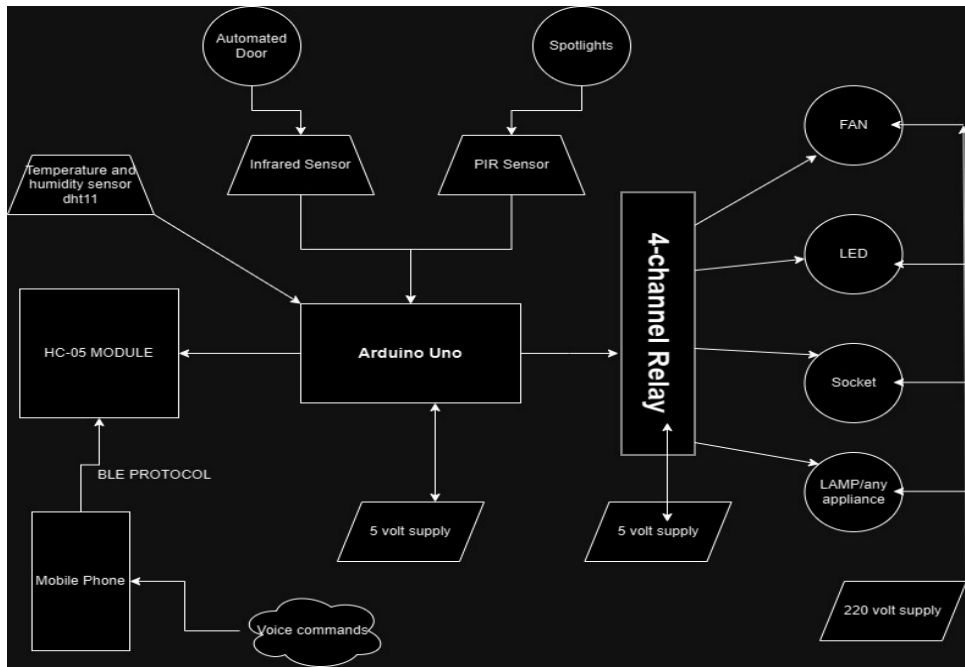 Automated
Door
Spotlights
FAN
Infrared Sensor
PIR Sensor
Temperature and
humidity sensor
dht11
4-channel Relay
LED
HC-05 MODULE
Arduino Uno
Socket
BLE PROTOCOL
LAMP/any
appliance
5 volt supply
5 volt supply
Mobile Phone
220 volt supply
Voice commands